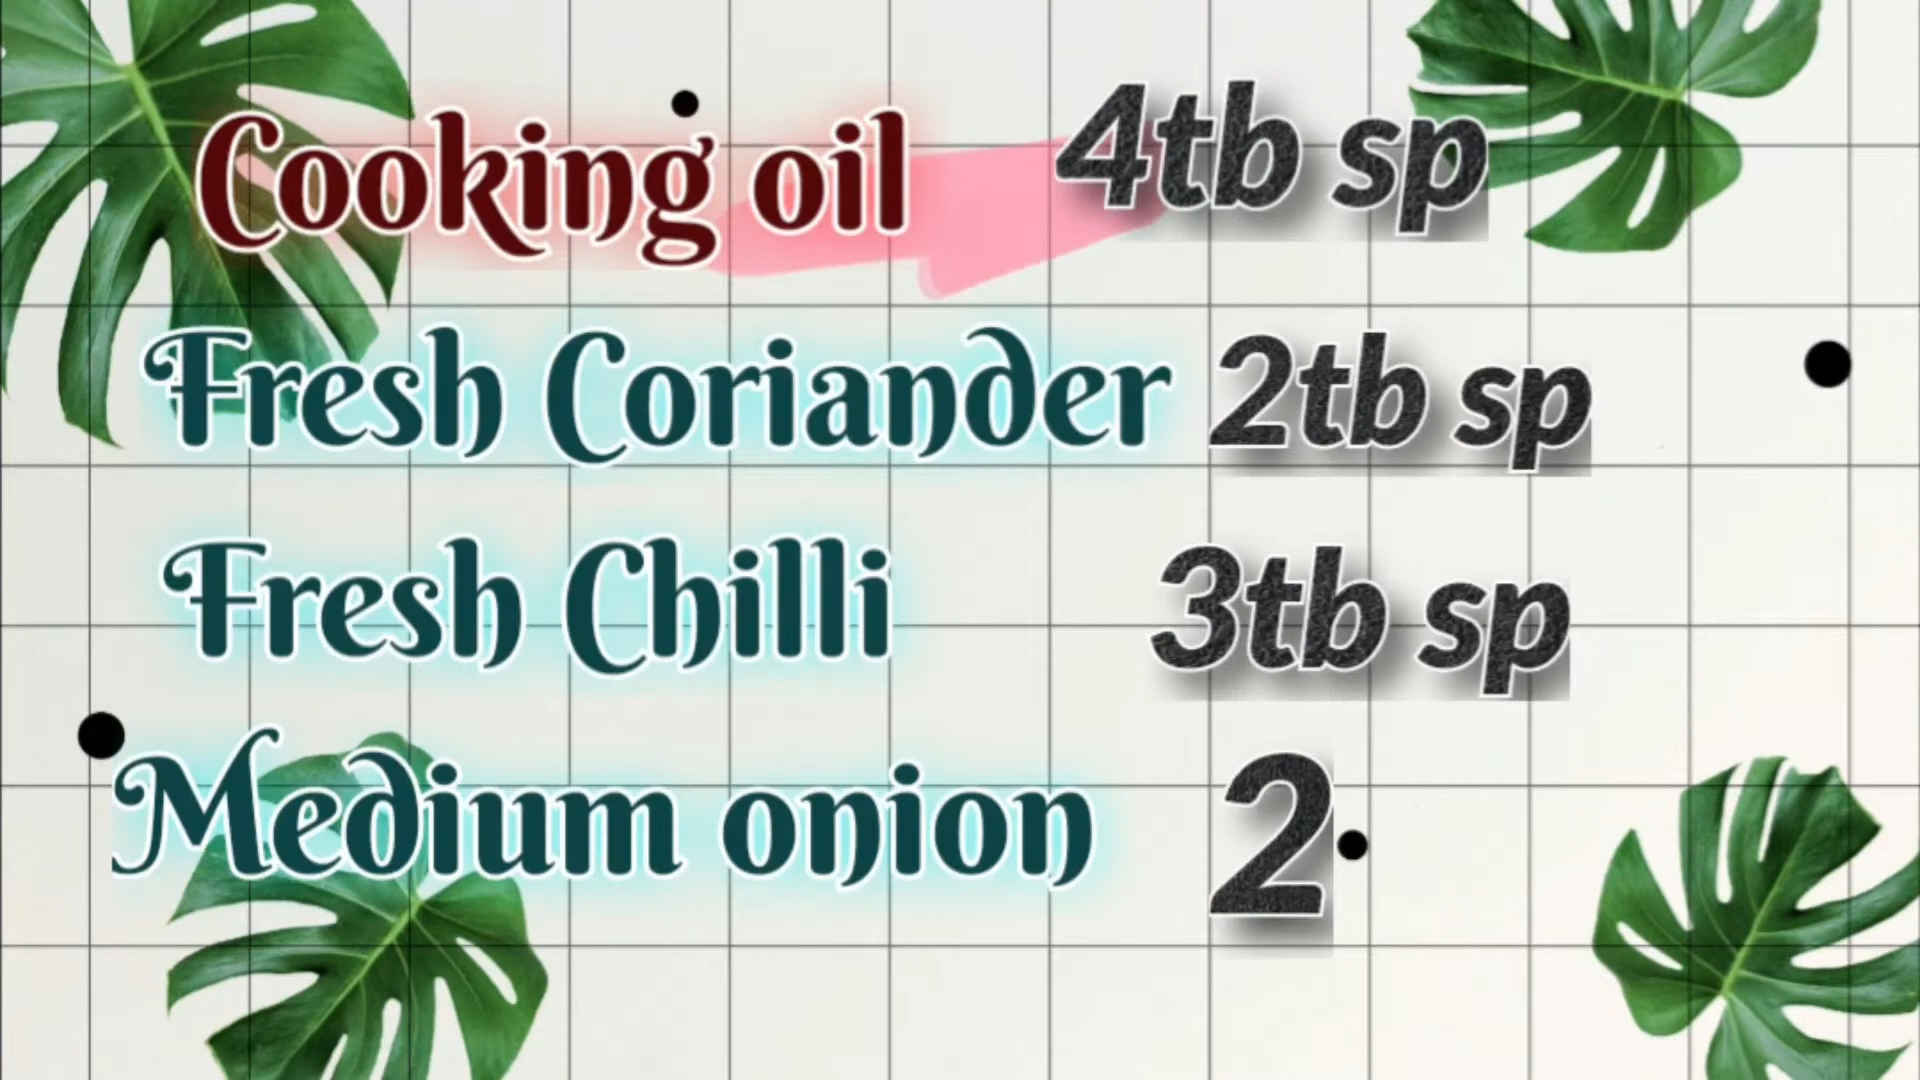 Cooking oil 4tb sp
Fresh Coriander 2tb sp
Fresh Chilli 3tb sp
Medium onion 2